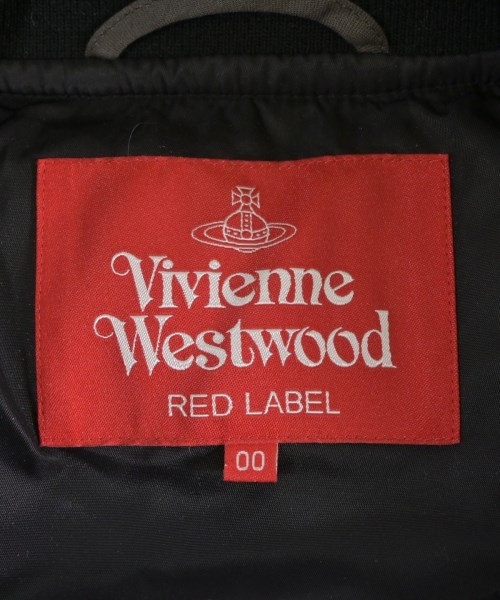 Vivienne
Westwood
RED LABEL
00